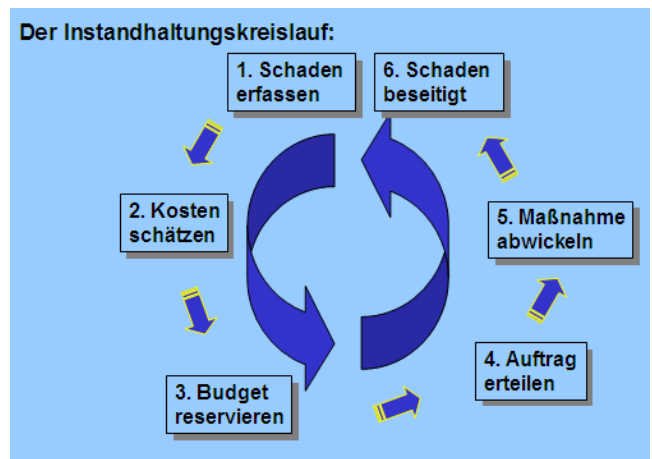 Der Instandhaltungskreislauf:
1. Schaden
erfassen
6. Schaden
beseitigt
2. Kosten
schätzen
5. Maßnahme
abwickeln
3. Budget
reservieren
4. Auftrag
erteilen